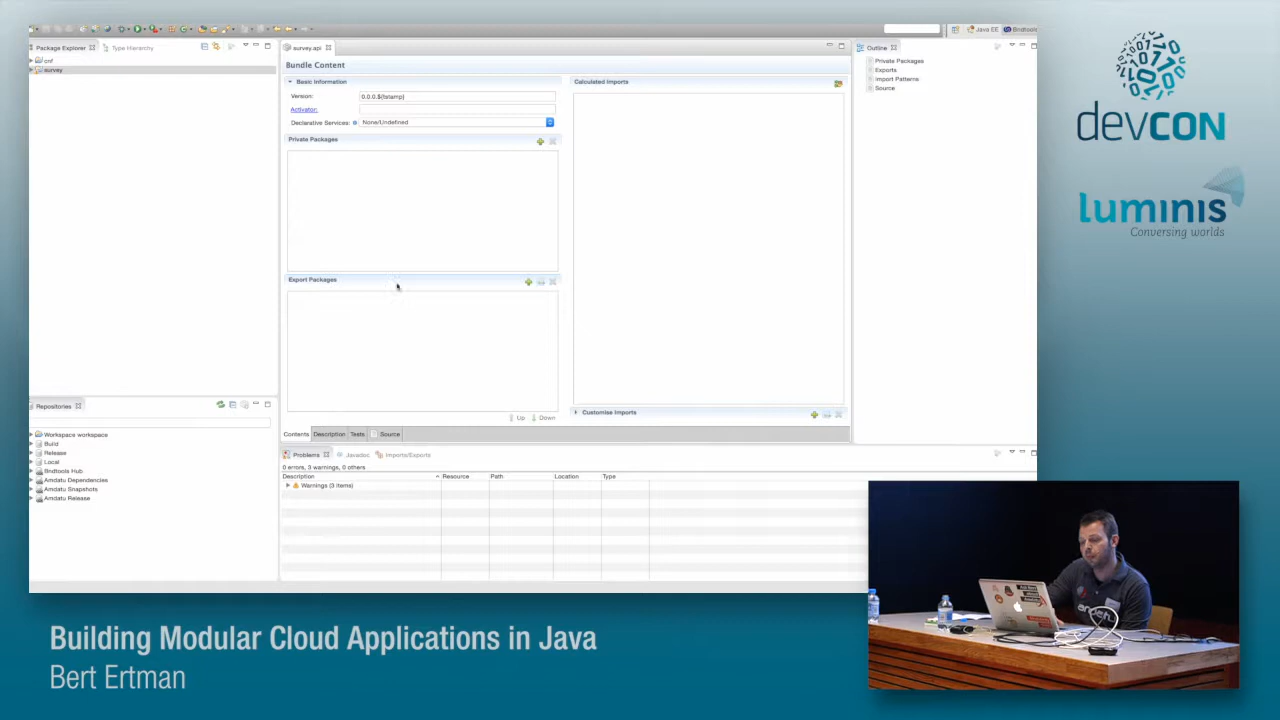 Java EE
Bndtools
Package Explorer
Type Hierarchy
survey.api
Outline
cnf
survey
Bundle Content
Basic Information
Version:
0.0.0.${tstamp}
Activator:
Declarative Services:
None/Undefined
Private Packages
Export Packages
Up
Down
Calculated Imports
Customise Imports
Private Packages
Exports
Import Patterns
Source
Contents
Description
Tests
Source
Repositories
Workspace workspace
Build
Release
Local
Bndtools Hub
Amdatu Dependencies
Amdatu Snapshots
Amdatu Release
Problems
Javadoc
Imports/Exports
0 errors, 3 warnings, 0 others
Description
Resource
Path
Location
Type
Warnings (3 items)
devcon
luminis
Conversing worlds
Building Modular Cloud Applications in Java
Bert Ertman